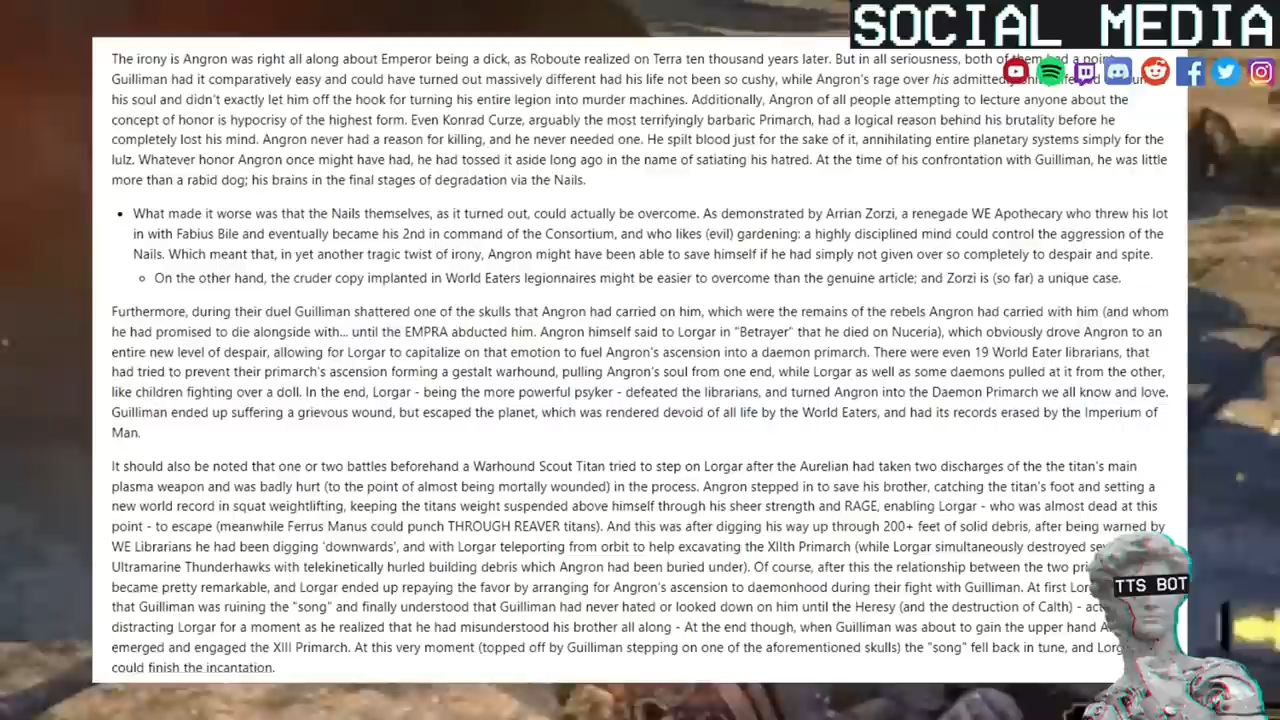 SOCIAL MEDIA
The irony is Angron was right all along about Emperor being a dick, as Roboute realized on Terra ten thousand years later. But in all seriousness, both of them had a point
Guilliman had it comparatively easy and would have turned out massively different had his life not been so cushy, while Angron's rage over his admittedly
his soul and didn't exactly let him off the hook for turning his entire legion into murder machines. Additionally, Angron of all people attempting to lecture anyone about the
concept of honor is hypocrisy of the highest form. Even Konrad Curze, arguably the most terrifyingly barbaric Primarch, had a logical reason behind his brutality before he
completely lost his mind. Angron never had a reason for killing, and he never needed one. He spilt blood just for the sake of it, annihilating entire planetary systems simply for the
lulz. Whatever honor Angron once might have had, he had tossed it aside long ago in the name of satiating his hatred. At the time of his confrontation with Guilliman, he was little
more than a rabid dog; his brains in the final stages of degradation via the Nails.
• What made it worse was that the Nails themselves, as it turned out, could actually be overcome. As demonstrated by Arrian Zorzi, a renegade WE Apothecary who threw his lot
in with Fabius Bile and eventually became his 2nd in command of the Consortium, and who likes (evil) gardening: a highly disciplined mind could control the aggression of the
Nails. Which meant that, in yet another tragic twist of irony, Angron might have been able to save himself if he had simply not given over so completely to despair and spite.
◦ On the other hand, the cruder copy implanted in World Eaters legionnaires might be easier to overcome than the genuine article; and Zorzi is (so far) a unique case.
Furthermore, during their duel Guilliman shattered one of the skulls that Angron had carried on him, which were the remains of the rebels Angron had carried with him (and whom
he had promised to die alongside with... until the EMPRA abducted him. Angron himself said to Lorgar in "Betrayer" that he died on Nuceria), which obviously drove Angron to an
entire new level of despair, allowing for Lorgar to capitalize on that emotion to fuel Angron's ascension into a daemon primarch. There were even 19 World Eater librarians, that
had tried to prevent their primarch's ascension forming a gestalt warhound, pulling Angron's soul from one end, while Lorgar as well as some daemons pulled at it from the other,
like children fighting over a doll. In the end, Lorgar - being the more powerful psyker - defeated the librarians, and turned Angron into the Daemon Primarch we all know and love.
Guilliman ended up suffering a grievous wound, but escaped the planet, which was rendered devoid of all life by the World Eaters, and had its records erased by the Imperium of
Man.
It should also be noted that one or two battles beforehand a Warhound Scout Titan tried to step on Lorgar after the Aurelian had taken two discharges of the the titan's main
plasma weapon and was badly hurt (to the point of almost being mortally wounded) in the process. Angron stepped in to save his brother, catching the titan's foot and setting a
new world record in squat weightlifting, keeping the titans weight suspended above himself through his sheer strength and RAGE, enabling Lorgar - who was almost dead at this
point - to escape (meanwhile Ferrus Manus could punch THROUGH REAVER titans). And this was after digging his way up through 200+ feet of solid debris, after being warned by
WE Librarians he had been digging 'downwards', and with Lorgar teleporting from orbit to help excavating the XIIth Primarch (while Lorgar simultaneously destroyed
Ultramarine Thunderhawks with telekinetically hurled building debris which Angron had been buried under). Of course, after this the relationship between the two
became pretty remarkable, and Lorgar ended up repaying the favor by arranging for Angron's ascension to daemonhood during their fight with Guilliman. At first
that Guilliman was ruining the "song" and finally understood that Guilliman had never hated or looked down on him until the Heresy (and the destruction of Calth) -
distracting Lorgar for a moment as he realized that he had misunderstood his brother all along - At the end though, when Guilliman was about to gain the upper hand
emerged and engaged the XIII Primarch. At this very moment (topped off by Guilliman stepping on one of the aforementioned skulls) the "song" fell back in tune, and
could finish the incantation.
TTS BOT